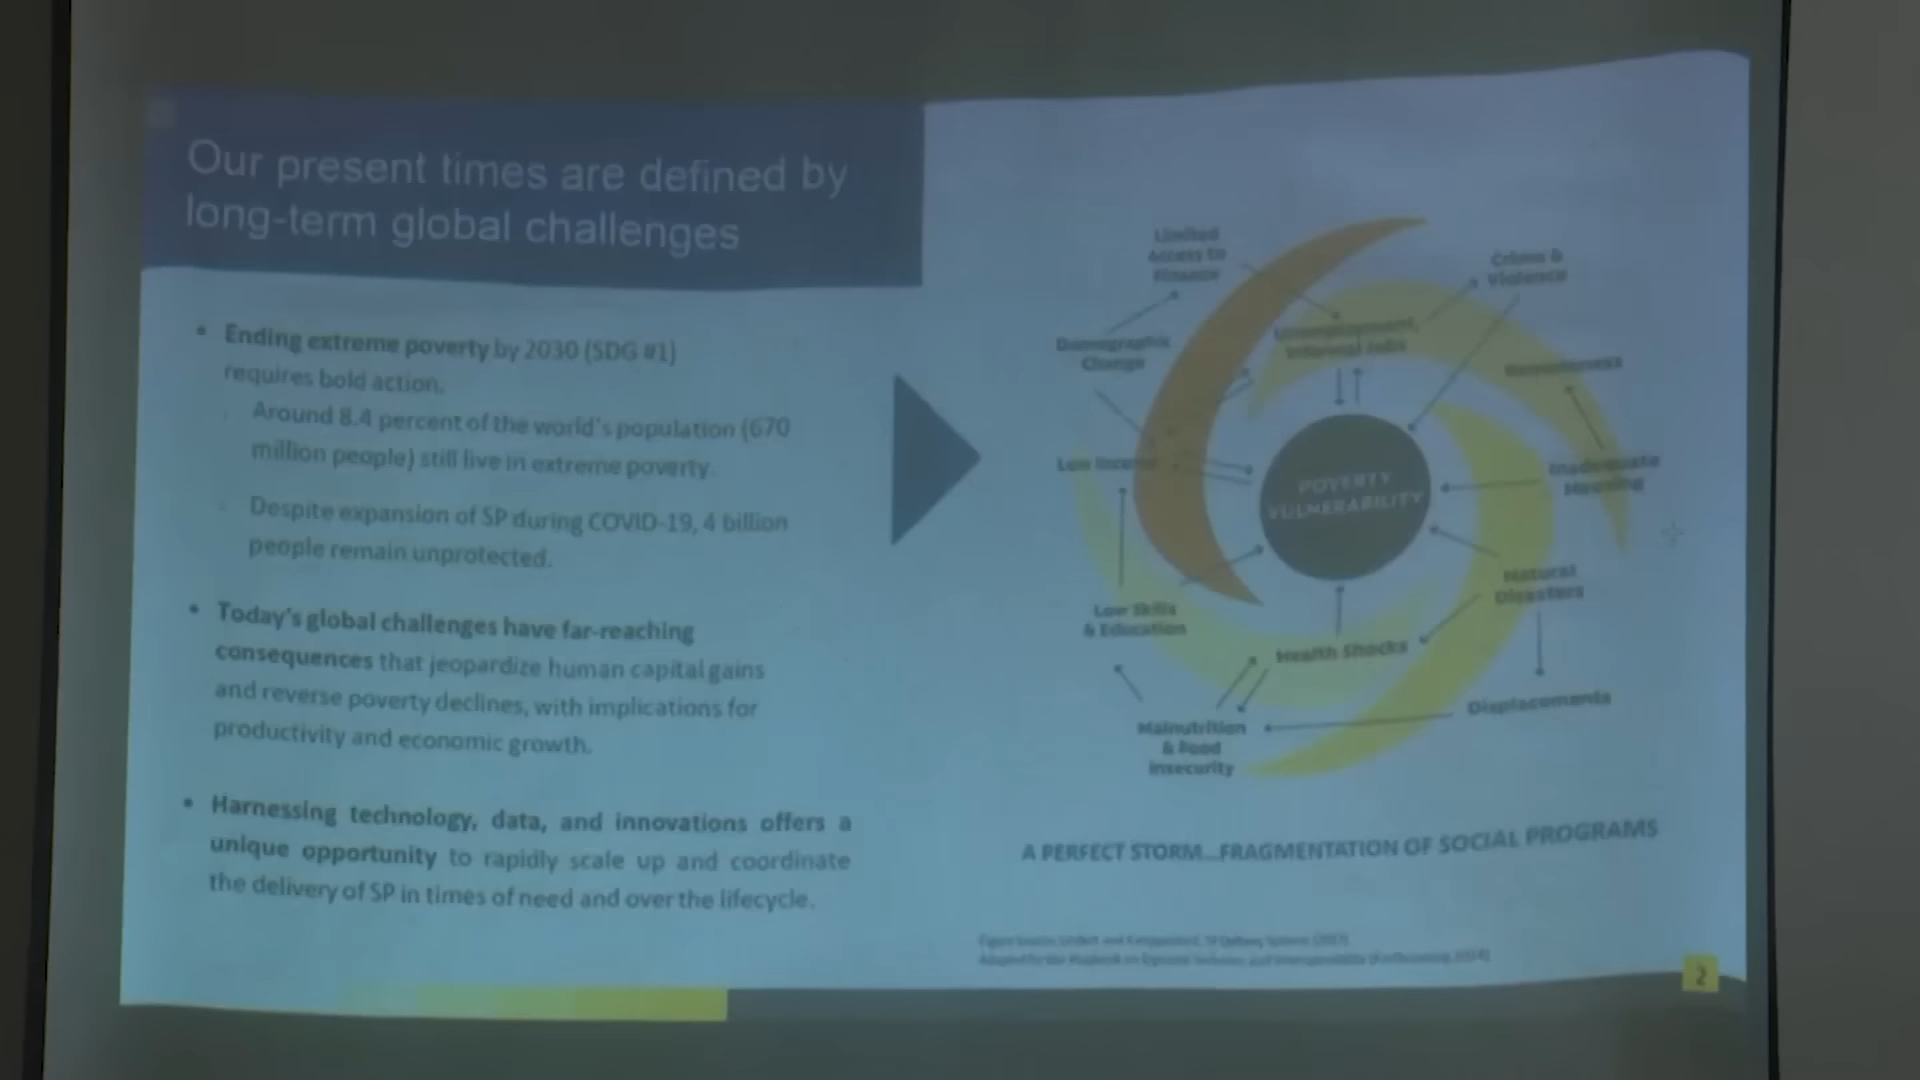 Our present times are defined by
long-term global challenges
• Ending extreme poverty by 2030 (SDG #1)
requires bold action.
Around 8.4 percent of the world's population (670
million people) still live in extreme poverty.
Despite expansion of SP during COVID-19, 4 billion
people remain unprotected.
• Today's global challenges have far-reaching
consequences that jeopardize human capital gains
and reverse poverty declines, with implications for
productivity and economic growth.
• Harnessing technology, data, and innovations offers a
unique opportunity to rapidly scale up and coordinate
the delivery of SP in times of need and over the lifecycle.
Limited
Access to
Finance
Crime &
Violence
Demographic
Change
Unemployment,
Informal Jobs
Remoteness
Low Income
POVERTY
VULNERABILITY
Inadequate
Housing
Natural
Disasters
Low Skills
& Education
Health Shocks
Displacements
Malnutrition
& Food
Insecurity
A PERFECT STORM...FRAGMENTATION OF SOCIAL PROGRAMS
2